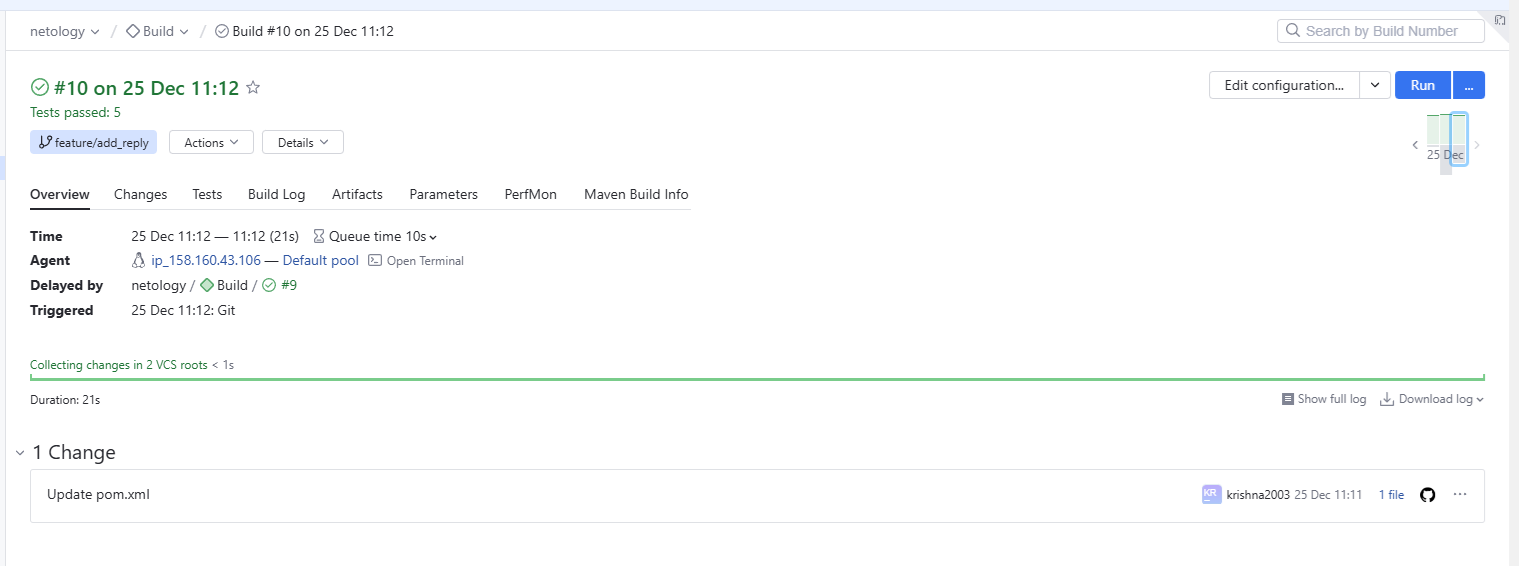 netology / Build / Build #10 on 25 Dec 11:12
Search by Build Number
#10 on 25 Dec 11:12
Edit configuration...
Run
...
Tests passed: 5
feature/add_reply
Actions
Details
25 Dec
Overview
Changes
Tests
Build Log
Artifacts
Parameters
PerfMon
Maven Build Info
Time 25 Dec 11:12 — 11:12 (21s) Queue time 10s
Agent ip_158.160.43.106 — Default pool Open Terminal
Delayed by netology / Build / #9
Triggered 25 Dec 11:12: Git
Collecting changes in 2 VCS roots < 1s
Duration: 21s
Show full log
Download log
1 Change
Update pom.xml
KR
krishna2003 25 Dec 11:11 1 file